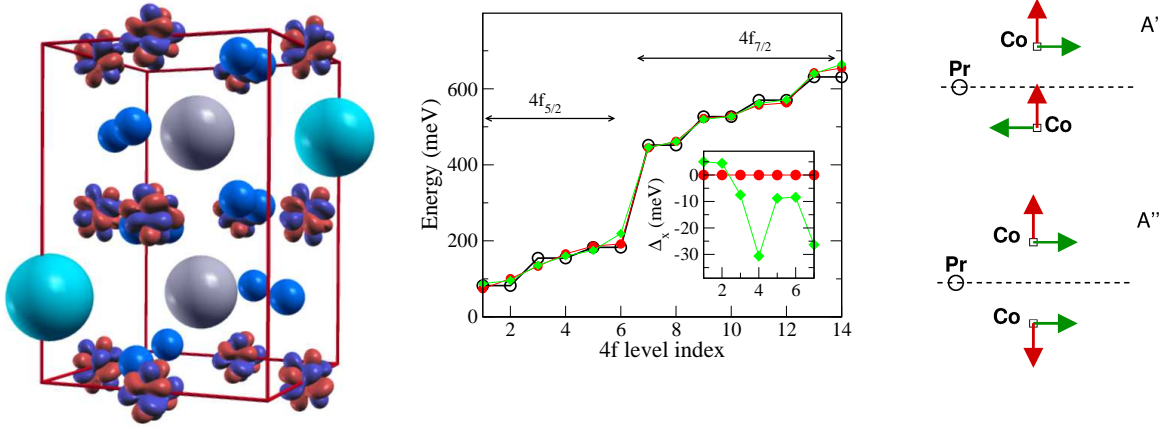 Energy (meV)
600
400
200
0
4f5/2
4f7/2
2
4
6
8
10
12
14
4f level index
Δx (meV)
0
-10
-20
-30
2
4
6
A'
Co
Pr
Co
A''
Co
Pr
Co